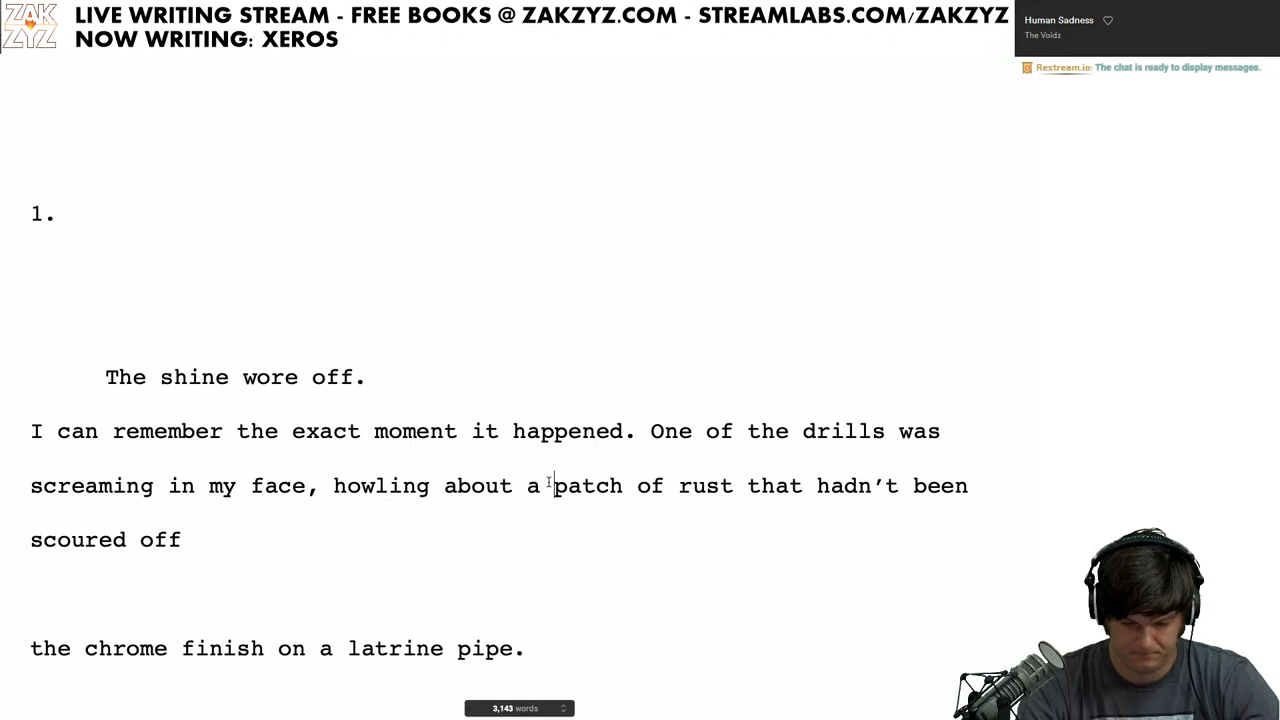 ZAK
ZYZ
LIVE WRITING STREAM - FREE BOOKS @ ZAKZYZ.COM - STREAMLABS.COM/ZAKZYZ
NOW WRITING: XEROS
Human Sadness
The Voidz
Restream.io: The chat is ready to display messages.
1.
The shine wore off.
I can remember the exact moment it happened. One of the drills was
screaming in my face, howling about a patch of rust that hadn’t been
scoured off
the chrome finish on a latrine pipe.
3,143 words